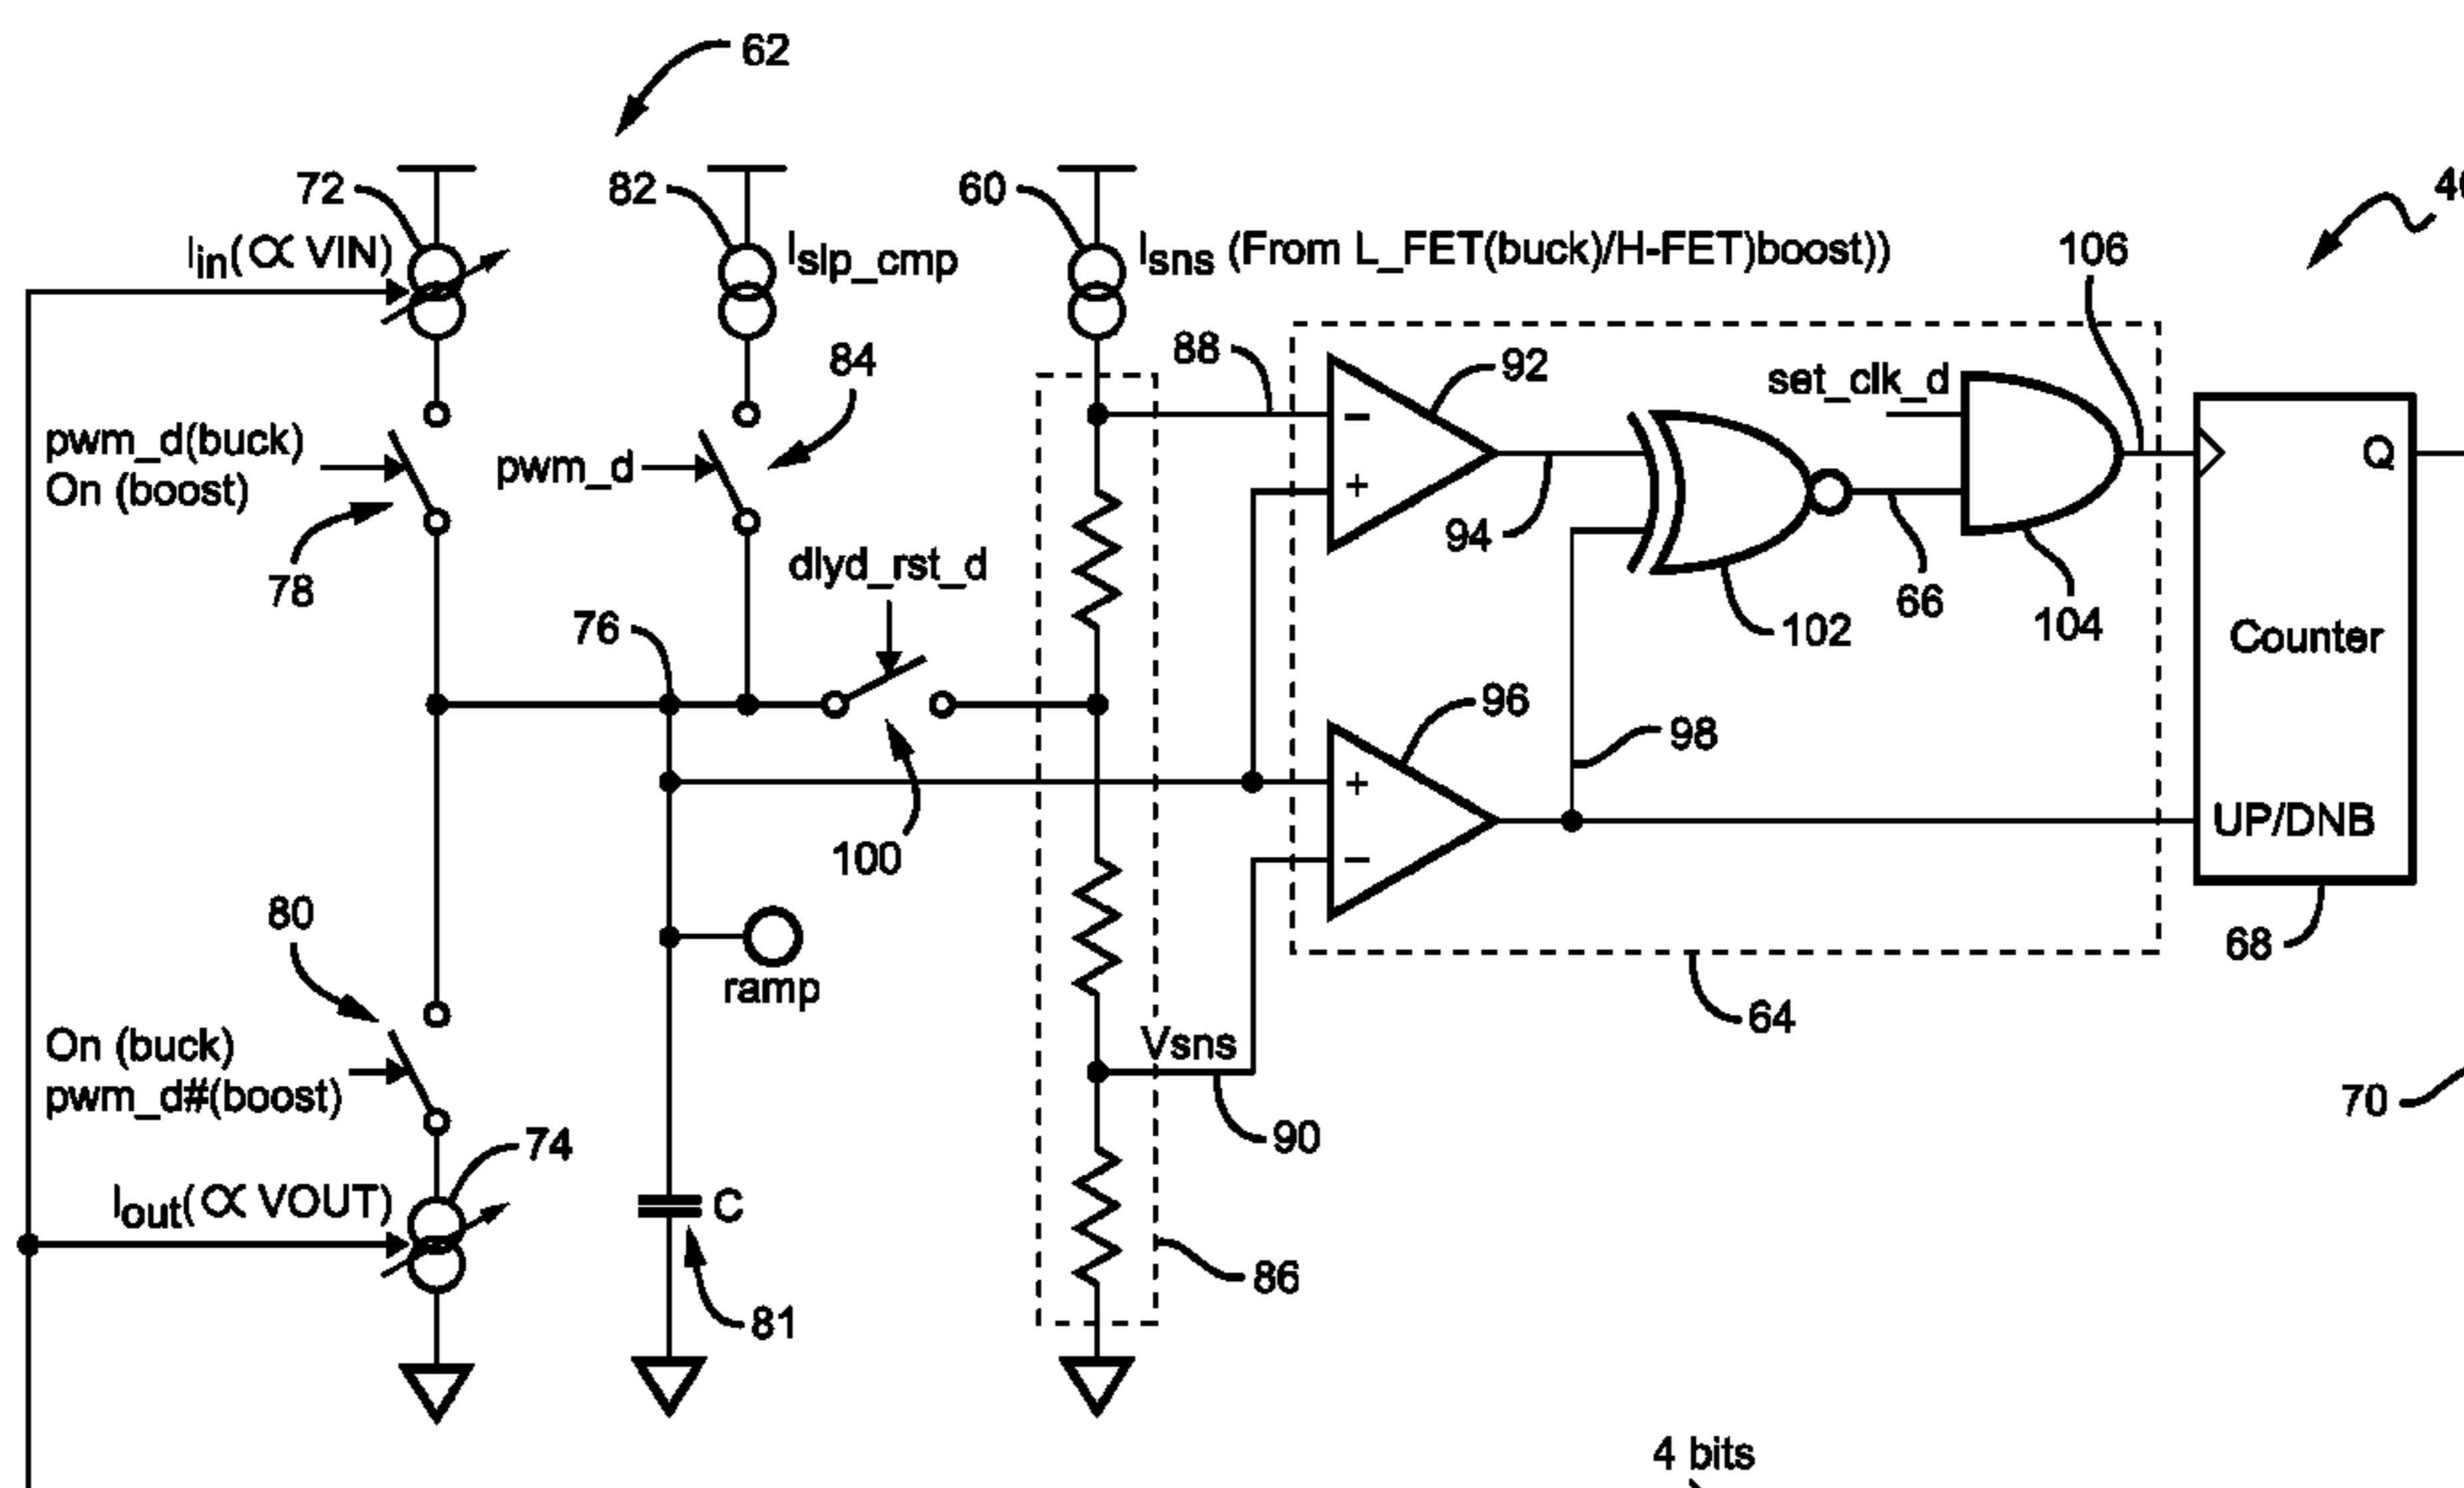 62
40
72
82
60
Iin(∝ VIN)
Islp_cmp
Isns (From L_FET(buck)/H-FET)boost))
106
88
92
84
set_clk_d
pwm_d(buck)
On (boost)
pwm_d
−
+
Q
94
78
dlyd_rst_d
66
102
104
76
Counter
96
98
+
−
UP/DNB
100
80
68
ramp
64
On (buck)
pwm_d#(boost)
Vsns
70
90
74
Iout(∝ VOUT)
C
86
81
4 bits